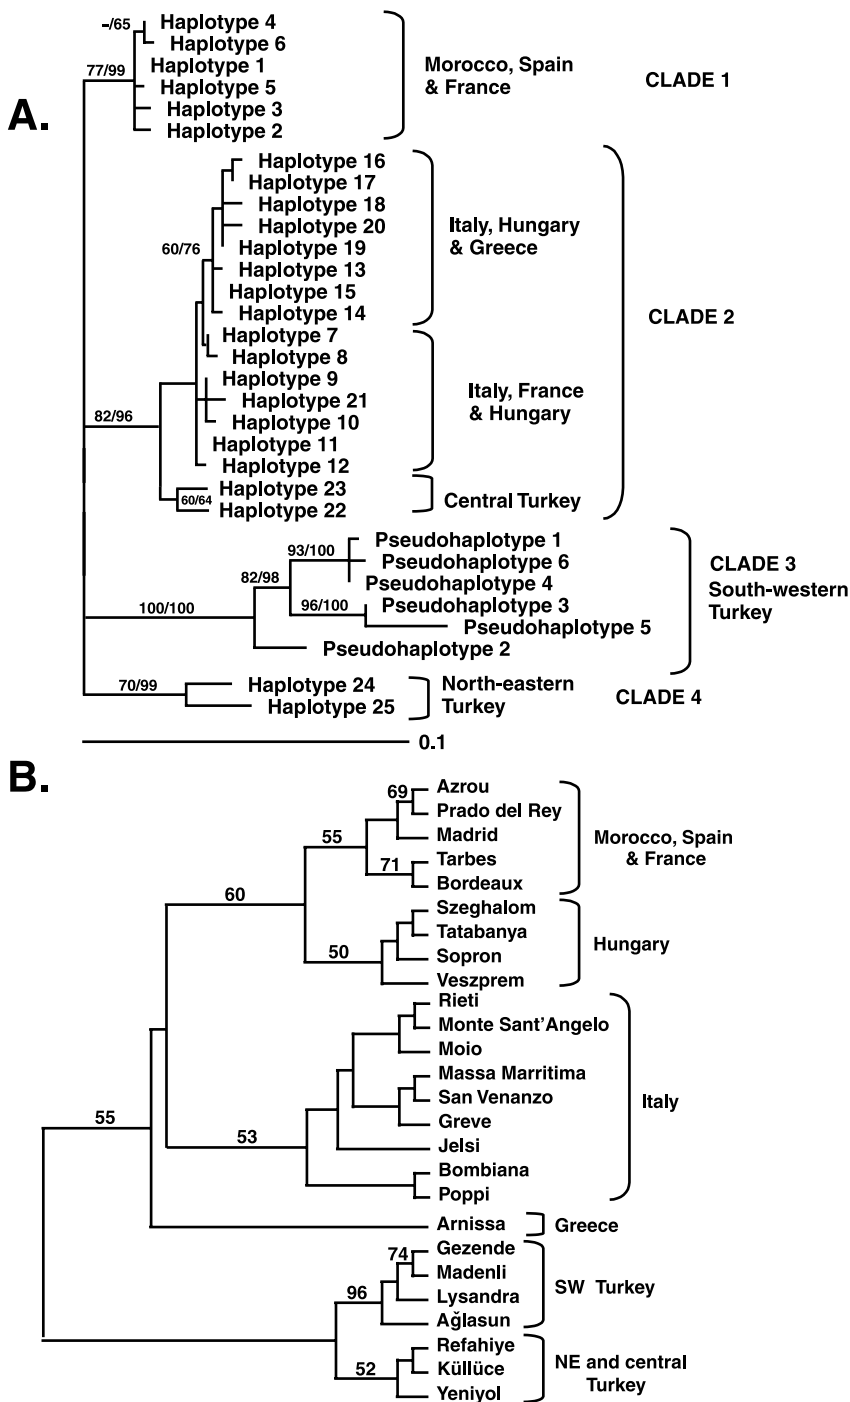 A.
–/65
Haplotype 4
Haplotype 6
77/99
Haplotype 1
Haplotype 5
Haplotype 3
Haplotype 2
Morocco, Spain
& France
CLADE 1
Haplotype 16
Haplotype 17
Haplotype 18
Haplotype 20
60/76
Haplotype 19
Haplotype 13
Haplotype 15
Haplotype 14
Italy, Hungary
& Greece
Haplotype 7
Haplotype 8
Haplotype 9
Haplotype 21
Haplotype 10
Haplotype 11
Haplotype 12
Italy, France
& Hungary
82/96
Haplotype 23
60/64
Haplotype 22
Central Turkey
CLADE 2
Pseudohaplotype 1
93/100
Pseudohaplotype 6
82/98
Pseudohaplotype 4
96/100
Pseudohaplotype 3
100/100
Pseudohaplotype 5
Pseudohaplotype 2
CLADE 3
South-western
Turkey
70/99
Haplotype 24
Haplotype 25
North-eastern
Turkey
CLADE 4
0.1
B.
69
Azrou
Prado del Rey
55
Madrid
71
Tarbes
Bordeaux
Morocco, Spain
& France
60
Szeghalom
Tatabanya
50
Sopron
Veszprem
Hungary
Rieti
Monte Sant'Angelo
Moio
Massa Marritima
San Venanzo
Greve
53
Jelsi
Bombiana
Poppi
Italy
55
Arnissa
Greece
74
Gezende
Madenli
96
Lysandra
Ağlasun
SW Turkey
Refahiye
52
Küllüce
Yeniyol
NE and central
Turkey